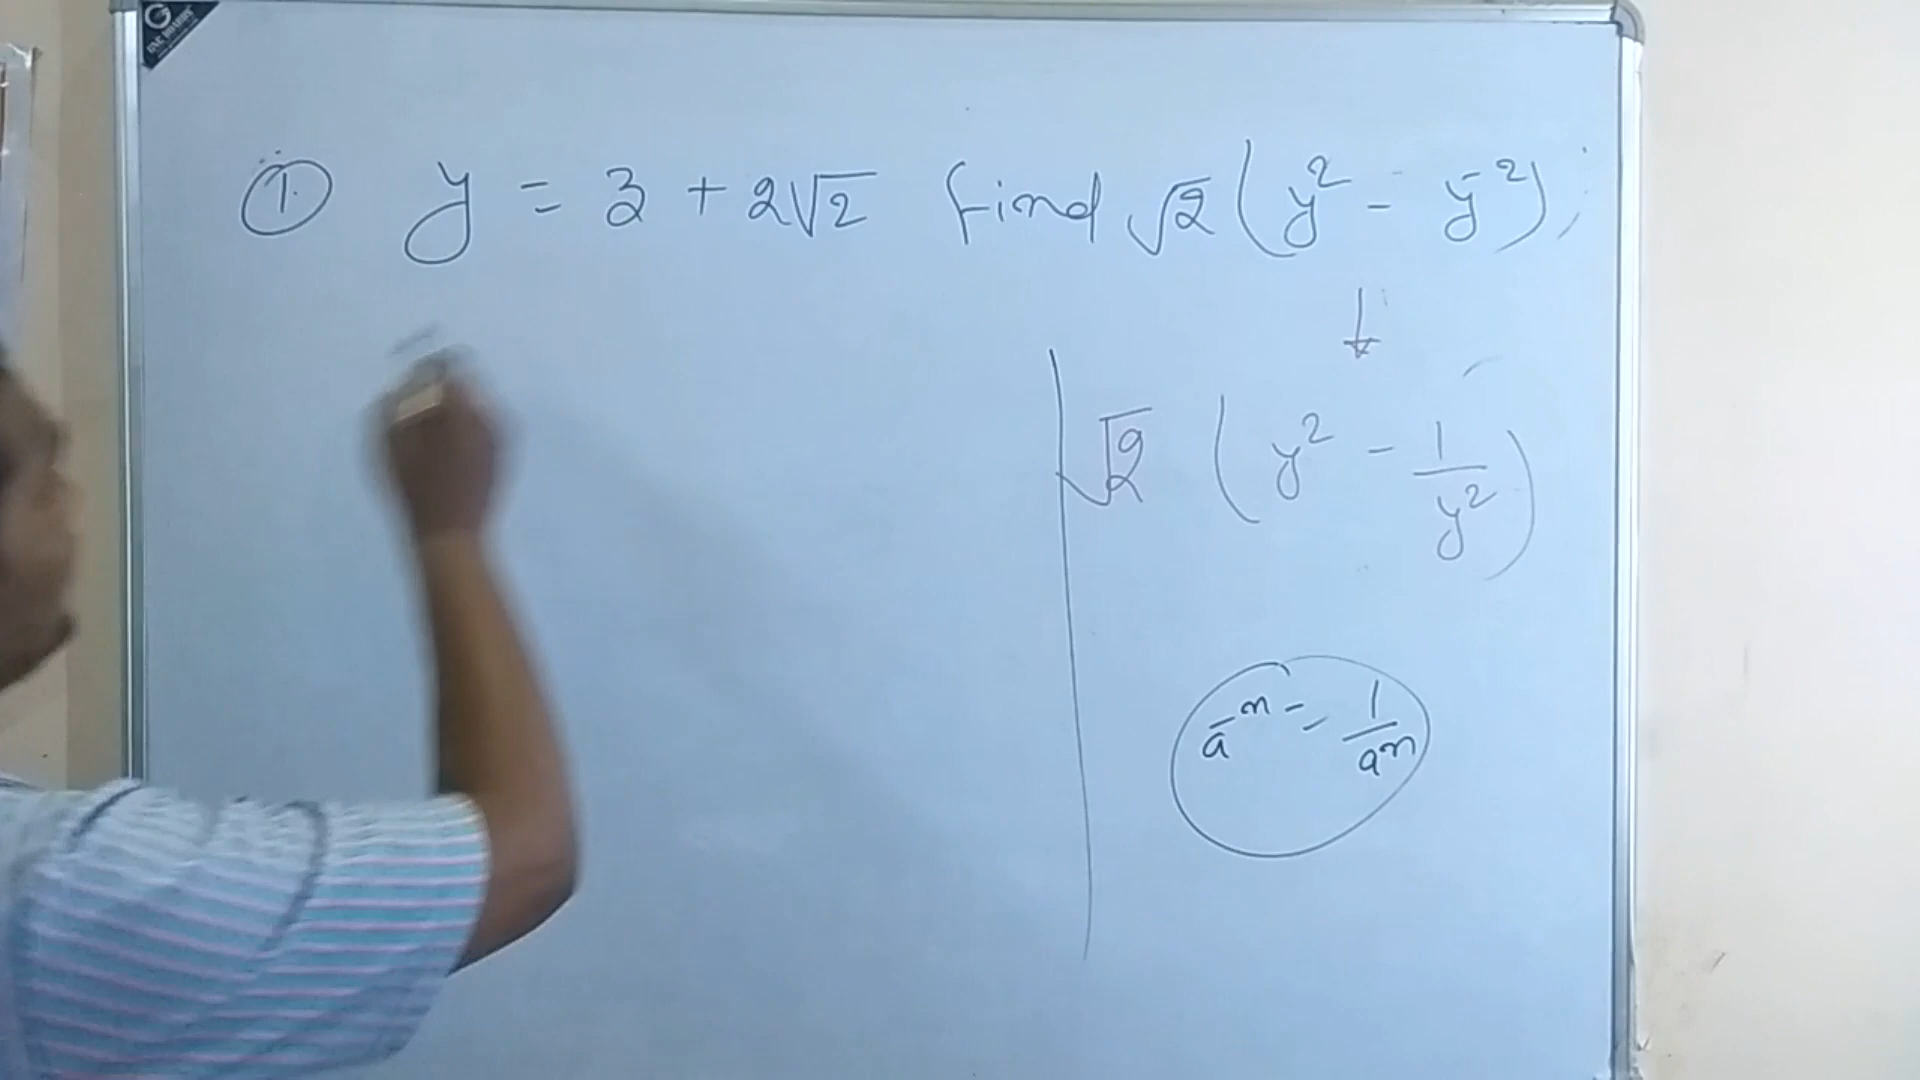 ① y = 3 + 2√2 find √2 (y² - y⁻²);
√2 (y² - 1/y²)
a⁻ⁿ = 1/aⁿ